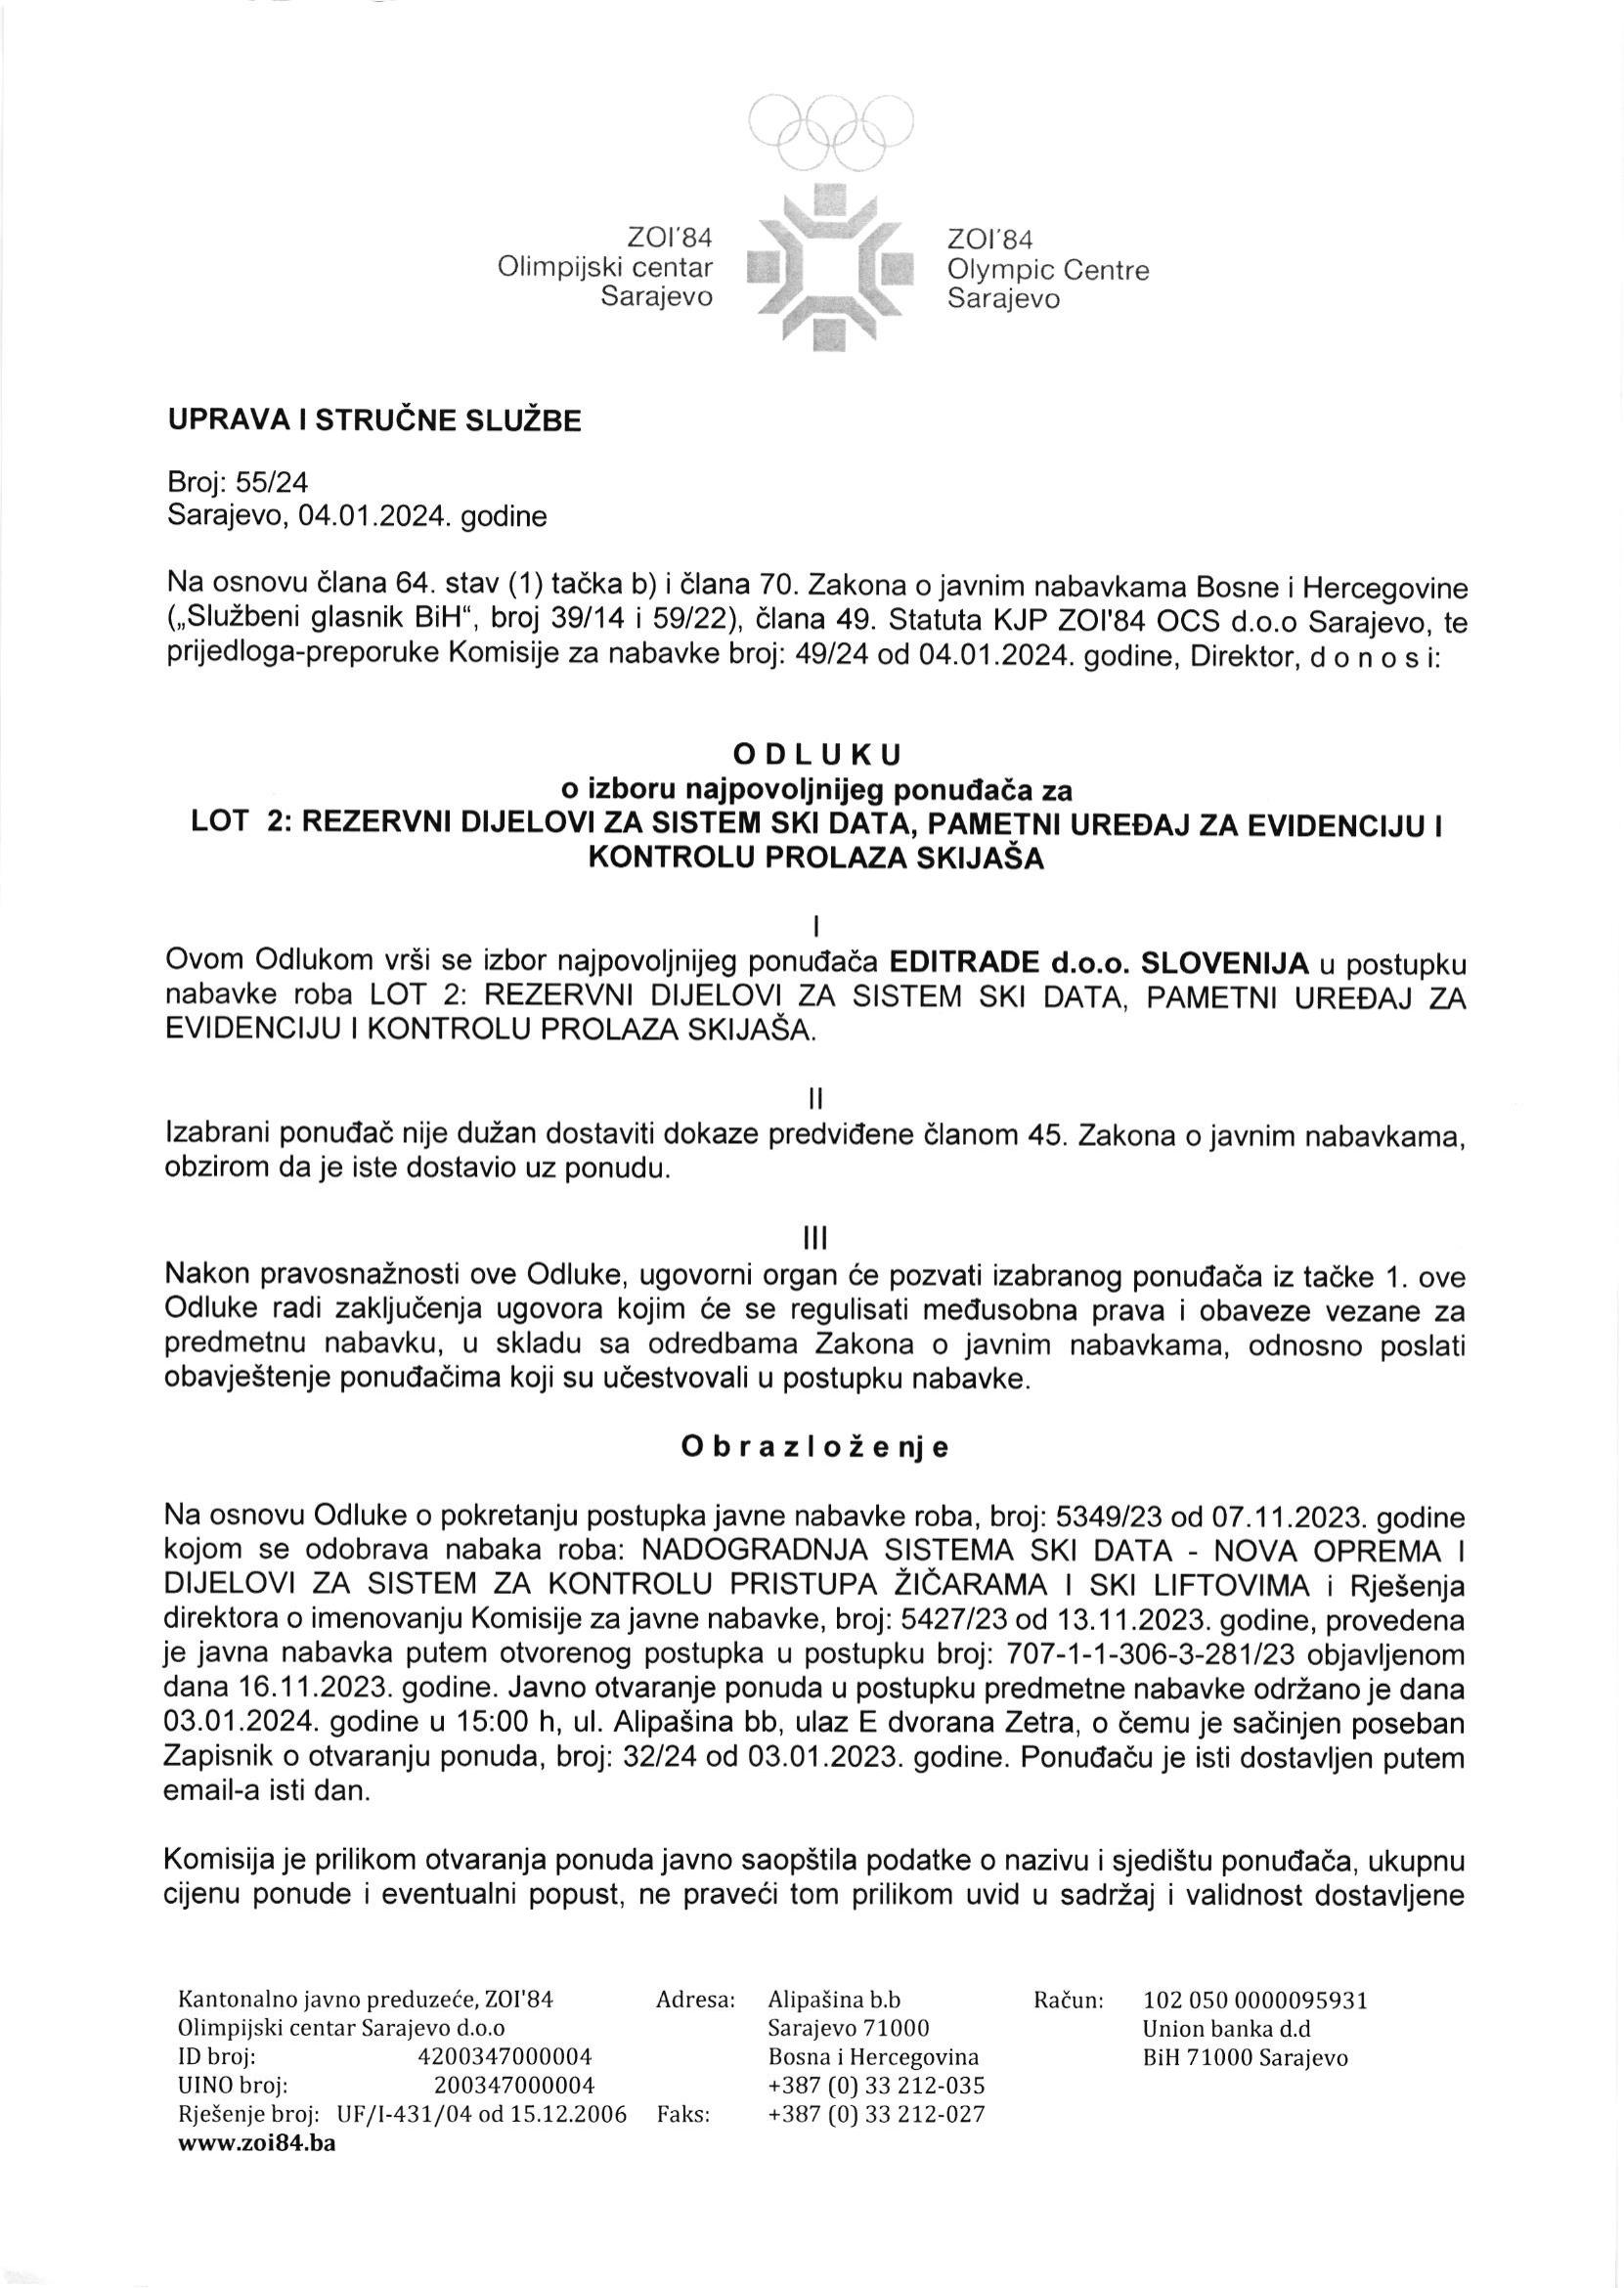 ZOI'84
Olimpijski centar
Sarajevo
ZOI'84
Olympic Centre
Sarajevo
UPRAVA I STRUČNE SLUŽBE
Broj: 55/24
Sarajevo, 04.01.2024. godine
Na osnovu člana 64. stav (1) tačka b) i člana 70. Zakona o javnim nabavkama Bosne i Hercegovine
(„Službeni glasnik BiH“, broj 39/14 i 59/22), člana 49. Statuta KJP ZOI'84 OCS d.o.o Sarajevo, te
prijedloga-preporuke Komisije za nabavke broj: 49/24 od 04.01.2024. godine, Direktor, d o n o s i:
O D L U K U
o izboru najpovoljnijeg ponuđača za
LOT 2: REZERVNI DIJELOVI ZA SISTEM SKI DATA, PAMETNI UREĐAJ ZA EVIDENCIJU I
KONTROLU PROLAZA SKIJAŠA
I
Ovom Odlukom vrši se izbor najpovoljnijeg ponuđača EDITRADE d.o.o. SLOVENIJA u postupku
nabavke roba LOT 2: REZERVNI DIJELOVI ZA SISTEM SKI DATA, PAMETNI UREĐAJ ZA
EVIDENCIJU I KONTROLU PROLAZA SKIJAŠA.
II
Izabrani ponuđač nije dužan dostaviti dokaze predviđene članom 45. Zakona o javnim nabavkama,
obzirom da je iste dostavio uz ponudu.
III
Nakon pravosnažnosti ove Odluke, ugovorni organ će pozvati izabranog ponuđača iz tačke 1. ove
Odluke radi zaključenja ugovora kojim će se regulisati međusobna prava i obaveze vezane za
predmetnu nabavku, u skladu sa odredbama Zakona o javnim nabavkama, odnosno poslati
obavještenje ponuđačima koji su učestvovali u postupku nabavke.
O b r a z l o ž e nj e
Na osnovu Odluke o pokretanju postupka javne nabavke roba, broj: 5349/23 od 07.11.2023. godine
kojom se odobrava nabaka roba: NADOGRADNJA SISTEMA SKI DATA - NOVA OPREMA I
DIJELOVI ZA SISTEM ZA KONTROLU PRISTUPA ŽIČARAMA I SKI LIFTOVIMA i Rješenja
direktora o imenovanju Komisije za javne nabavke, broj: 5427/23 od 13.11.2023. godine, provedena
je javna nabavka putem otvorenog postupka u postupku broj: 707-1-1-306-3-281/23 objavljenom
dana 16.11.2023. godine. Javno otvaranje ponuda u postupku predmetne nabavke održano je dana
03.01.2024. godine u 15:00 h, ul. Alipašina bb, ulaz E dvorana Zetra, o čemu je sačinjen poseban
Zapisnik o otvaranju ponuda, broj: 32/24 od 03.01.2023. godine. Ponuđaču je isti dostavljen putem
email-a isti dan.
Komisija je prilikom otvaranja ponuda javno saopštila podatke o nazivu i sjedištu ponuđača, ukupnu
cijenu ponude i eventualni popust, ne praveći tom prilikom uvid u sadržaj i validnost dostavljene
Kantonalno javno preduzeće, ZOI'84 Adresa: Alipašina b.b Račun: 102 050 0000095931
Olimpijski centar Sarajevo d.o.o Sarajevo 71000 Union banka d.d
ID broj: 4200347000004 Bosna i Hercegovina BiH 71000 Sarajevo
UINO broj: 200347000004 +387 (0) 33 212-035
Rješenje broj: UF/I-431/04 od 15.12.2006 Faks: +387 (0) 33 212-027
www.zoi84.ba